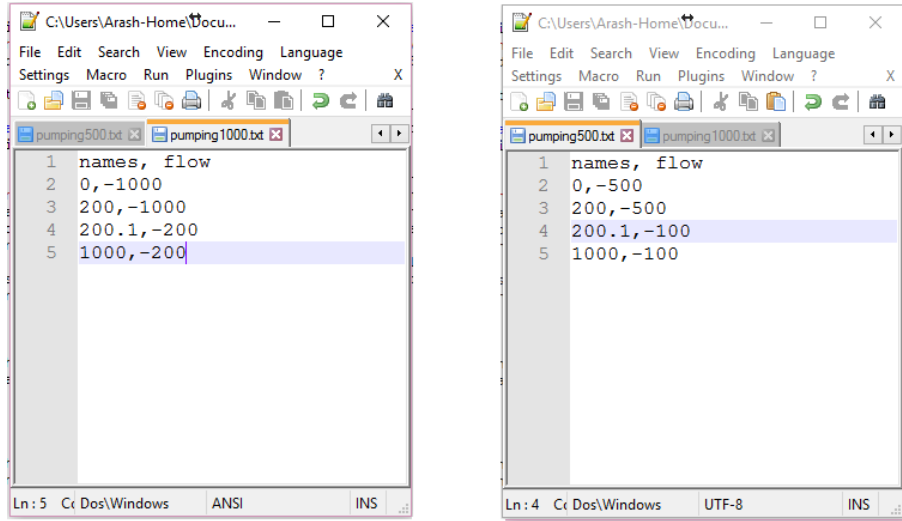 C:\Users\Arash-Home\Docu...
File Edit Search View Encoding Language
Settings Macro Run Plugins Window ? X
pumping500.txt pumping1000.txt
1 names, flow
2 0,-1000
3 200,-1000
4 200.1,-200
5 1000,-200
Ln:5 Dos\Windows ANSI INS
C:\Users\Arash-Home\Docu...
File Edit Search View Encoding Language
Settings Macro Run Plugins Window ? X
pumping500.txt pumping1000.txt
1 names, flow
2 0,-500
3 200,-500
4 200.1,-100
5 1000,-100
Ln:4 Dos\Windows UTF-8 INS